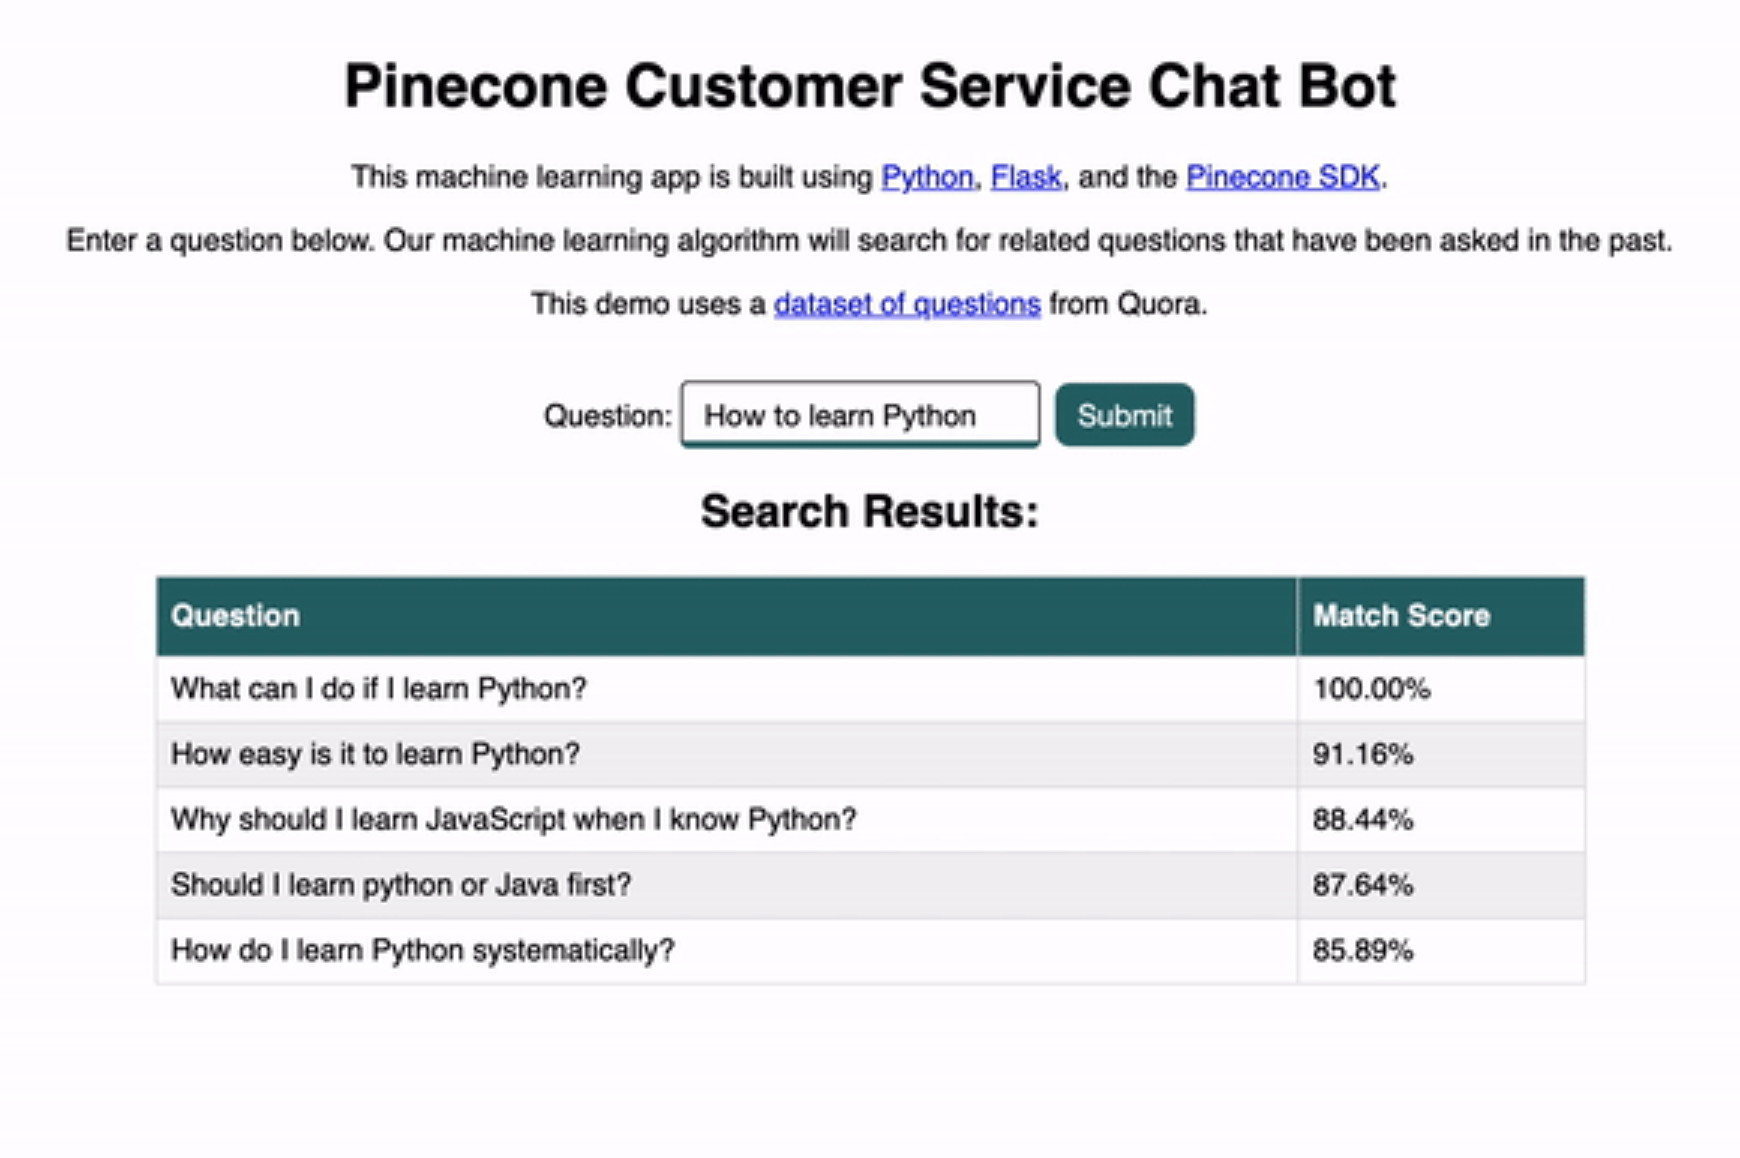 Pinecone Customer Service Chat Bot
This machine learning app is built using Python, Flask, and the Pinecone SDK.
Enter a question below. Our machine learning algorithm will search for related questions that have been asked in the past.
This demo uses a dataset of questions from Quora.
Question: How to learn Python Submit
Search Results:
Question Match Score
What can I do if I learn Python? 100.00%
How easy is it to learn Python? 91.16%
Why should I learn JavaScript when I know Python? 88.44%
Should I learn python or Java first? 87.64%
How do I learn Python systematically? 85.89%